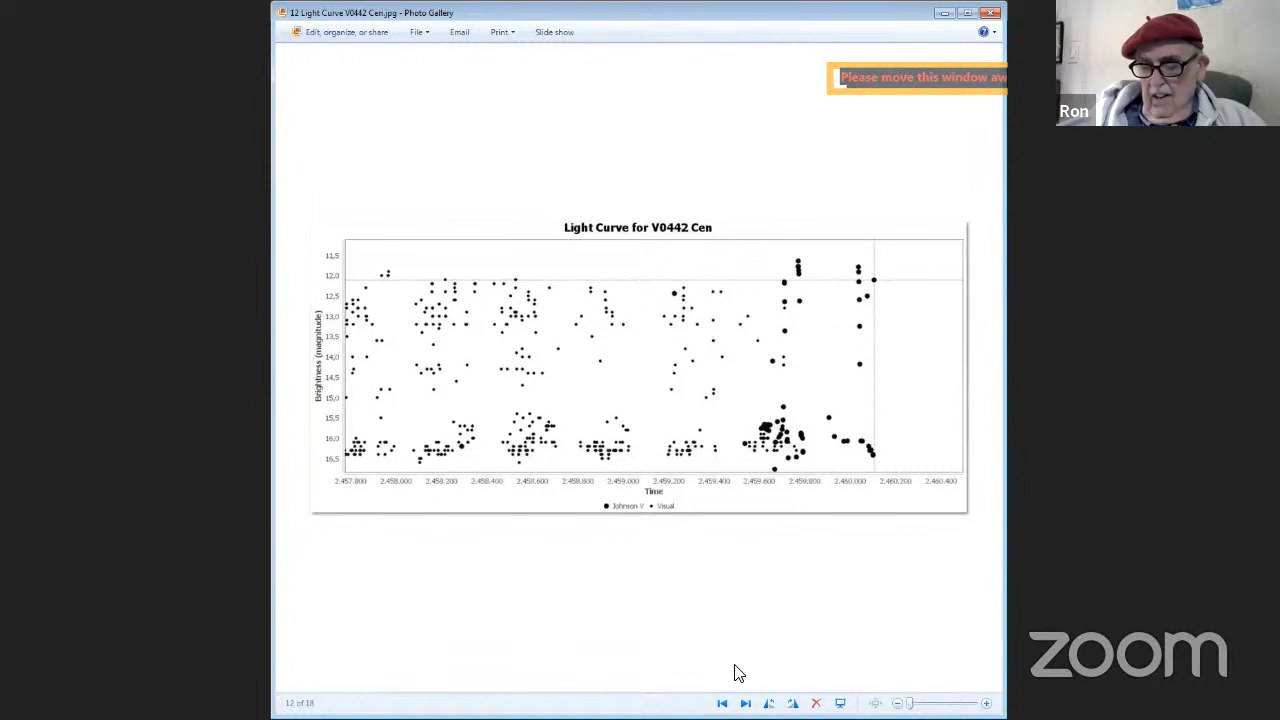 12 Light Curve V0442 Cen.jpg - Photo Gallery
Edit, organize, or share File Email Print Slide show
Please move this window aw
Ron
Light Curve for V0442 Cen
Brightness (magnitude)
11,5
12,0
12,5
13,0
13,5
14,0
14,5
15,0
15,5
16,0
16,5
2.457.800 2.458.000 2.458.200 2.458.400 2.458.600 2.458.800 2.459.000 2.459.200 2.459.400 2.459.600 2.459.800 2.460.000 2.460.200 2.460.400
Time
Johnson V Visual
zoom
12 of 18